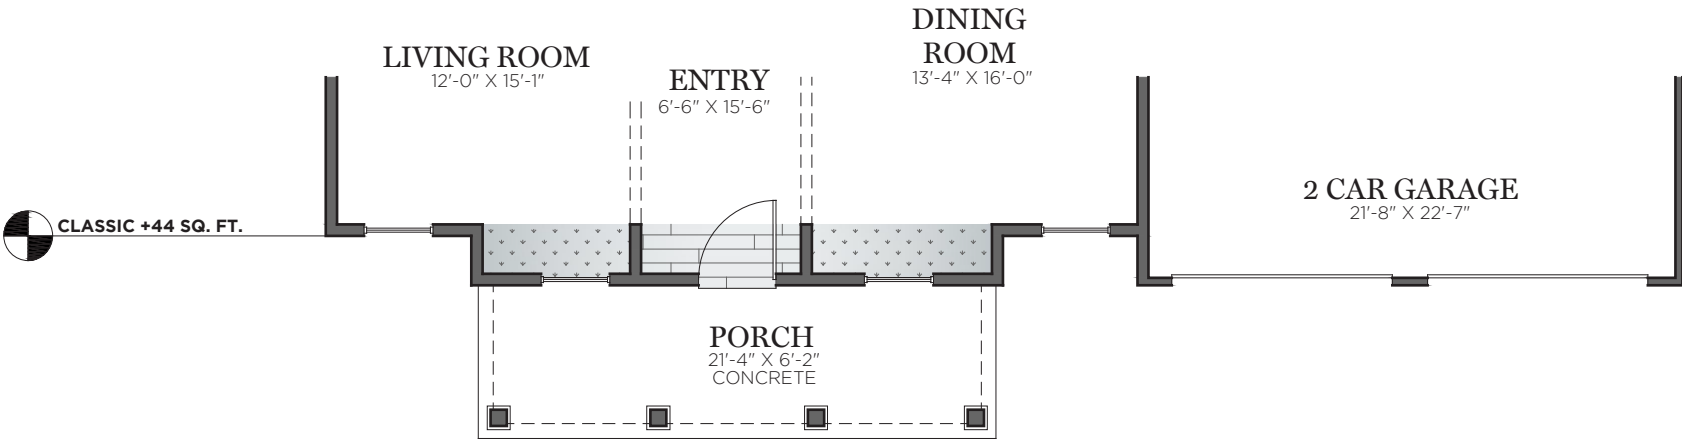 DINING
ROOM
13'-4" X 16'-0"
LIVING ROOM
12'-0" X 15'-1"
ENTRY
6'-6" X 15'-6"
2 CAR GARAGE
21'-8" X 22'-7"
CLASSIC +44 SQ. FT.
PORCH
21'-4" X 6'-2"
CONCRETE